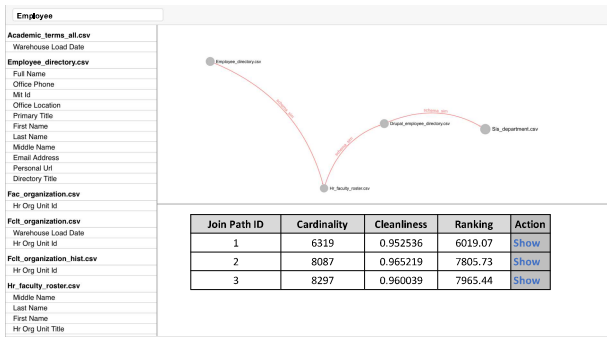 Employee
Academic_terms_all.csv
Warehouse Load Date
Employee_directory.csv
Full Name
Office Phone
Mit Id
Office Location
Primary Title
First Name
Last Name
Middle Name
Email Address
Personal Url
Directory Title
Fac_organization.csv
Hr Org Unit Id
Fclt_organization.csv
Warehouse Load Date
Hr Org Unit Id
Fclt_organization_hist.csv
Hr Org Unit Id
Hr_faculty_roster.csv
Middle Name
Last Name
First Name
Hr Org Unit Title
Employee_directory.csv
Drupal_employee_directory.csv
Sis_department.csv
Hr_faculty_roster.csv
Join Path ID Cardinality Cleanliness Ranking Action
1 6319 0.952536 6019.07 Show
2 8087 0.965219 7805.73 Show
3 8297 0.960039 7965.44 Show